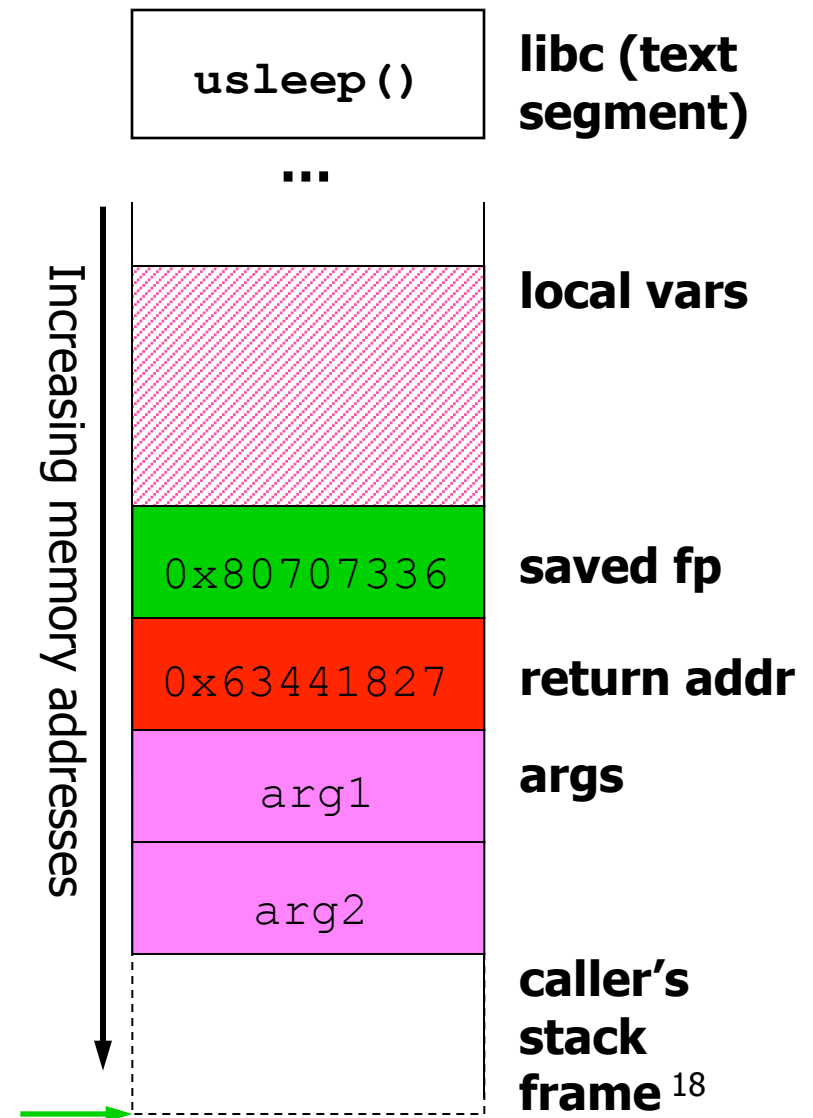 usleep()
libc (text
segment)
...
Increasing memory addresses
local vars
0x80707336
saved fp
0x63441827
return addr
arg1
args
arg2
caller’s
stack
frame 18